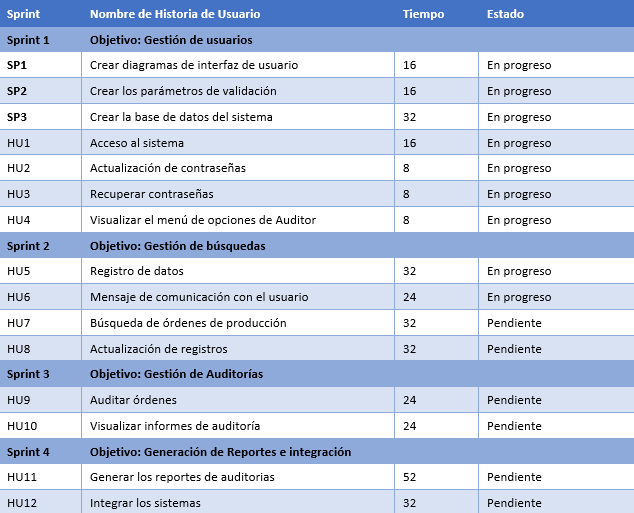 Sprint Nombre de Historia de Usuario Tiempo Estado
Sprint 1 Objetivo: Gestión de usuarios
SP1 Crear diagramas de interfaz de usuario 16 En progreso
SP2 Crear los parámetros de validación 16 En progreso
SP3 Crear la base de datos del sistema 32 En progreso
HU1 Acceso al sistema 16 En progreso
HU2 Actualización de contraseñas 8 En progreso
HU3 Recuperar contraseñas 8 En progreso
HU4 Visualizar el menú de opciones de Auditor 8 En progreso
Sprint 2 Objetivo: Gestión de búsquedas
HU5 Registro de datos 32 En progreso
HU6 Mensaje de comunicación con el usuario 24 En progreso
HU7 Búsqueda de órdenes de producción 32 Pendiente
HU8 Actualización de registros 32 Pendiente
Sprint 3 Objetivo: Gestión de Auditorías
HU9 Auditar órdenes 24 Pendiente
HU10 Visualizar informes de auditoría 24 Pendiente
Sprint 4 Objetivo: Generación de Reportes e integración
HU11 Generar los reportes de auditorias 52 Pendiente
HU12 Integrar los sistemas 32 Pendiente